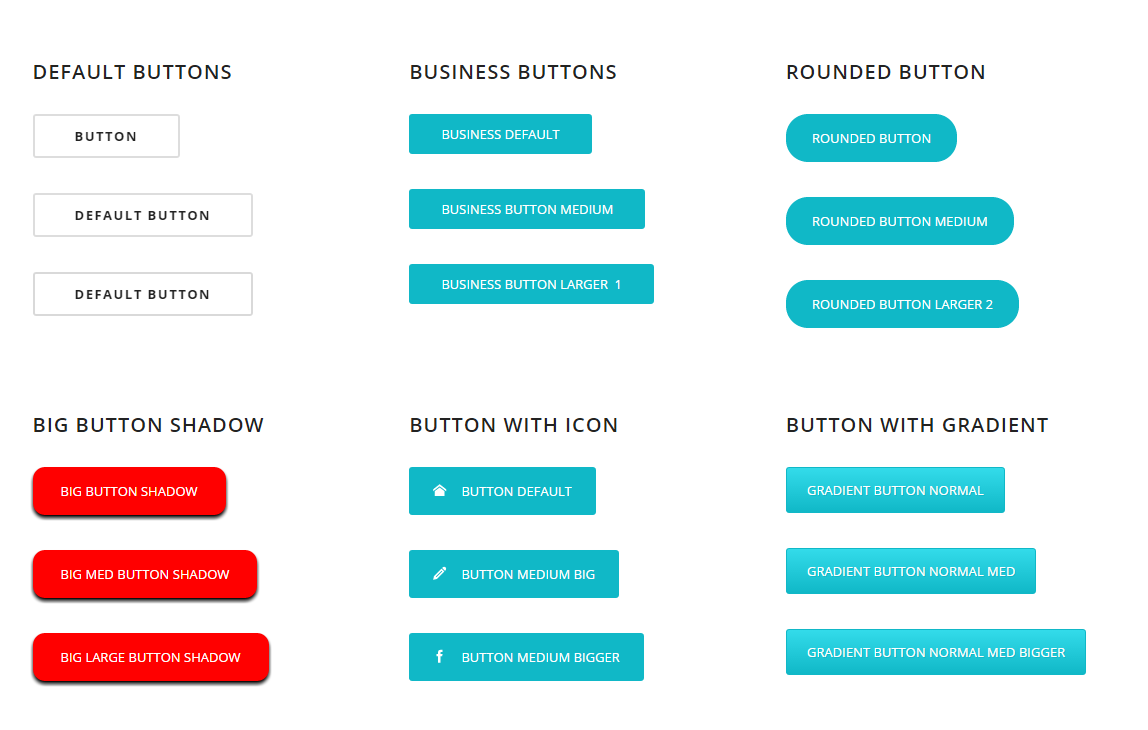 DEFAULT BUTTONS
BUTTON
DEFAULT BUTTON
DEFAULT BUTTON
BUSINESS BUTTONS
BUSINESS DEFAULT
BUSINESS BUTTON MEDIUM
BUSINESS BUTTON LARGER 1
ROUNDED BUTTON
ROUNDED BUTTON
ROUNDED BUTTON MEDIUM
ROUNDED BUTTON LARGER 2
BIG BUTTON SHADOW
BIG BUTTON SHADOW
BIG MED BUTTON SHADOW
BIG LARGE BUTTON SHADOW
BUTTON WITH ICON
BUTTON DEFAULT
BUTTON MEDIUM BIG
BUTTON MEDIUM BIGGER
BUTTON WITH GRADIENT
GRADIENT BUTTON NORMAL
GRADIENT BUTTON NORMAL MED
GRADIENT BUTTON NORMAL MED BIGGER